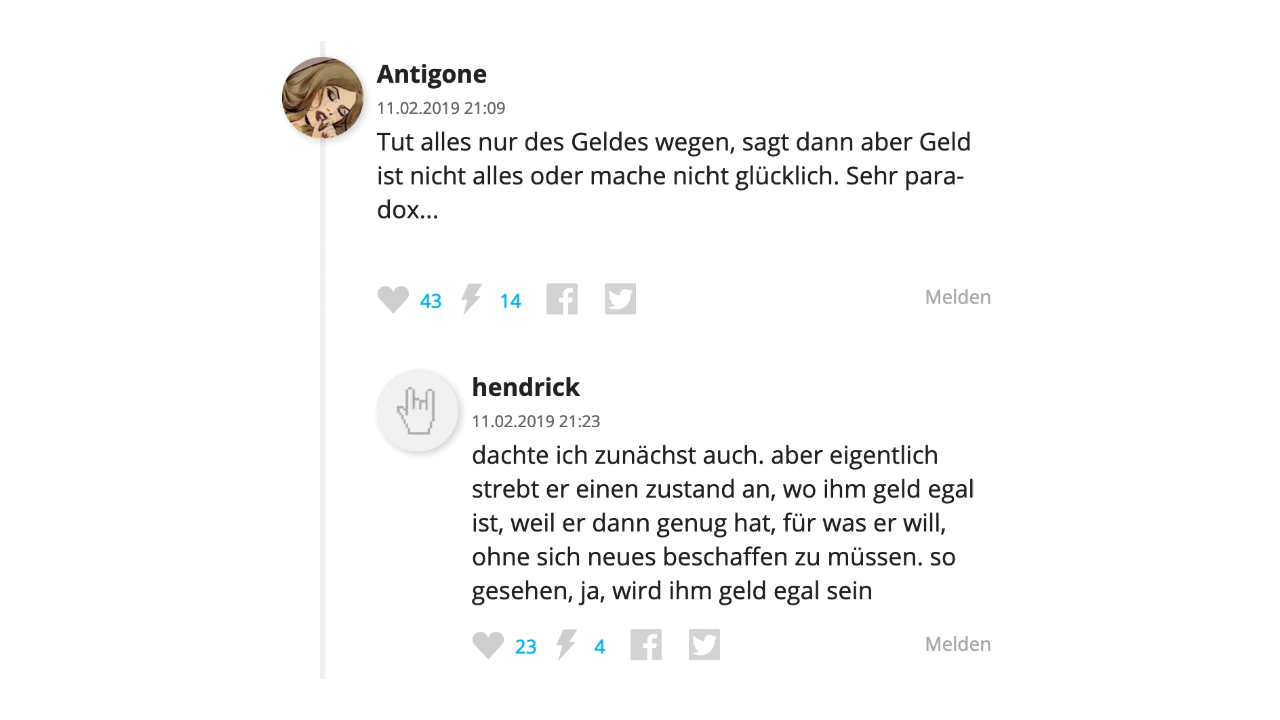 Antigone
11.02.2019 21:09
Tut alles nur des Geldes wegen, sagt dann aber Geld
ist nicht alles oder mache nicht glücklich. Sehr para-
dox...
43 14 Melden
hendrick
11.02.2019 21:23
dachte ich zunächst auch. aber eigentlich
strebt er einen zustand an, wo ihm geld egal
ist, weil er dann genug hat, für was er will,
ohne sich neues beschaffen zu müssen. so
gesehen, ja, wird ihm geld egal sein
23 4 Melden